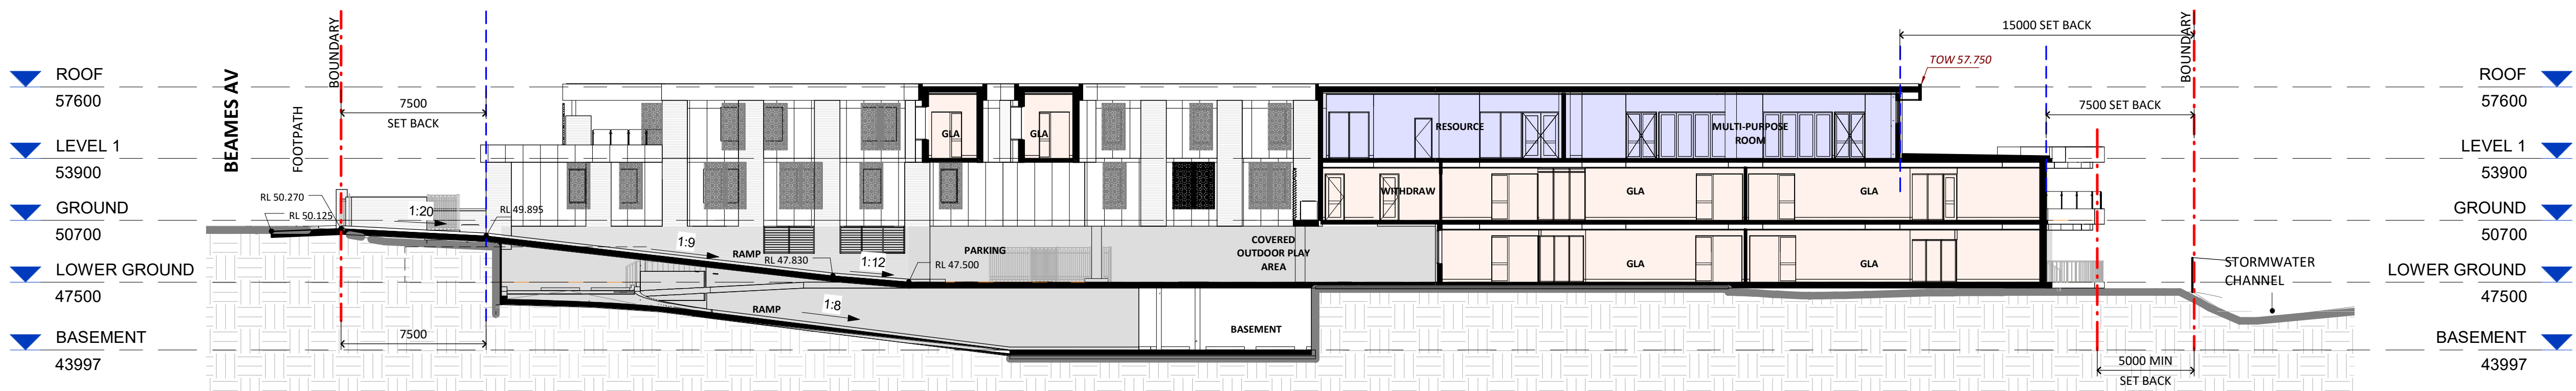 ROOF
57600
LEVEL 1
53900
GROUND
50700
LOWER GROUND
47500
BASEMENT
43997
BEAMES AV
FOOTPATH
BOUNDARY
7500
SET BACK
RL 50.270
RL 50.125
1:20
RL 49.895
7500
1:9
RAMP
RL 47.830
1:12
RL 47.500
PARKING
RAMP
1:8
BASEMENT
COVERED
OUTDOOR PLAY
AREA
GLA
GLA
RESOURCE
MULTI-PURPOSE
ROOM
WITHDRAW
GLA
GLA
GLA
GLA
TOW 57.750
15000 SET BACK
BOUNDARY
7500 SET BACK
STORMWATER
CHANNEL
5000 MIN
SET BACK
ROOF
57600
LEVEL 1
53900
GROUND
50700
LOWER GROUND
47500
BASEMENT
43997